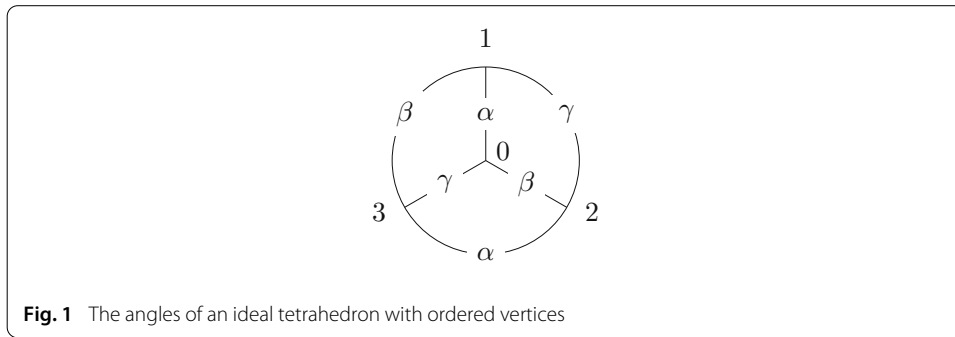 1
β
α
γ
0
γ
β
3
2
α
Fig. 1 The angles of an ideal tetrahedron with ordered vertices